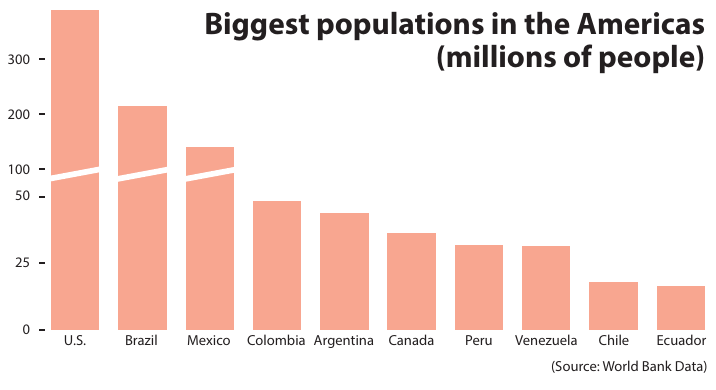 Biggest populations in the Americas
(millions of people)
300
200
100
50
25
0
U.S. Brazil Mexico Colombia Argentina Canada Peru Venezuela Chile Ecuador
(Source: World Bank Data)